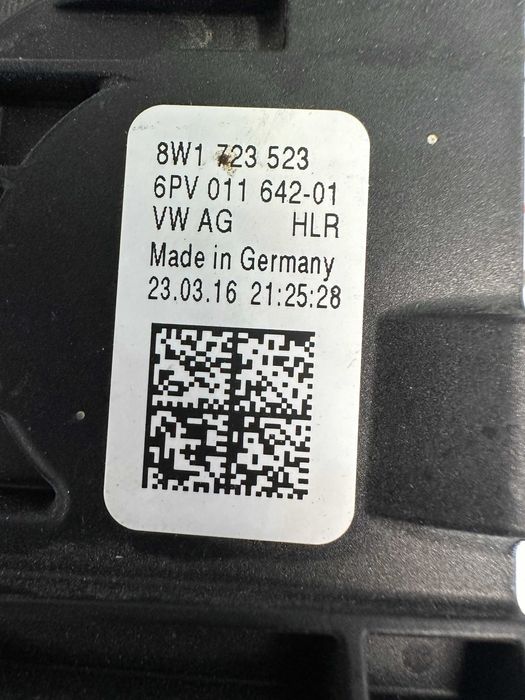 8W1 723 523
6PV 011 642-01
VW AG HLR
Made in Germany
23.03.16 21:25:28